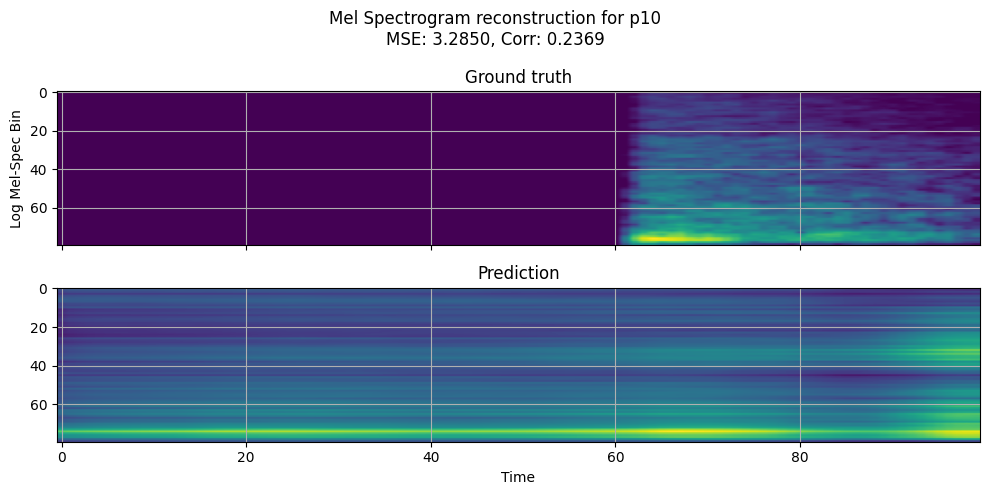 Mel Spectrogram reconstruction for p10
MSE: 3.2850, Corr: 0.2369
Ground truth
Log Mel-Spec Bin
0
20
40
60
Prediction
0
20
40
60
0 20 40 60 80
Time